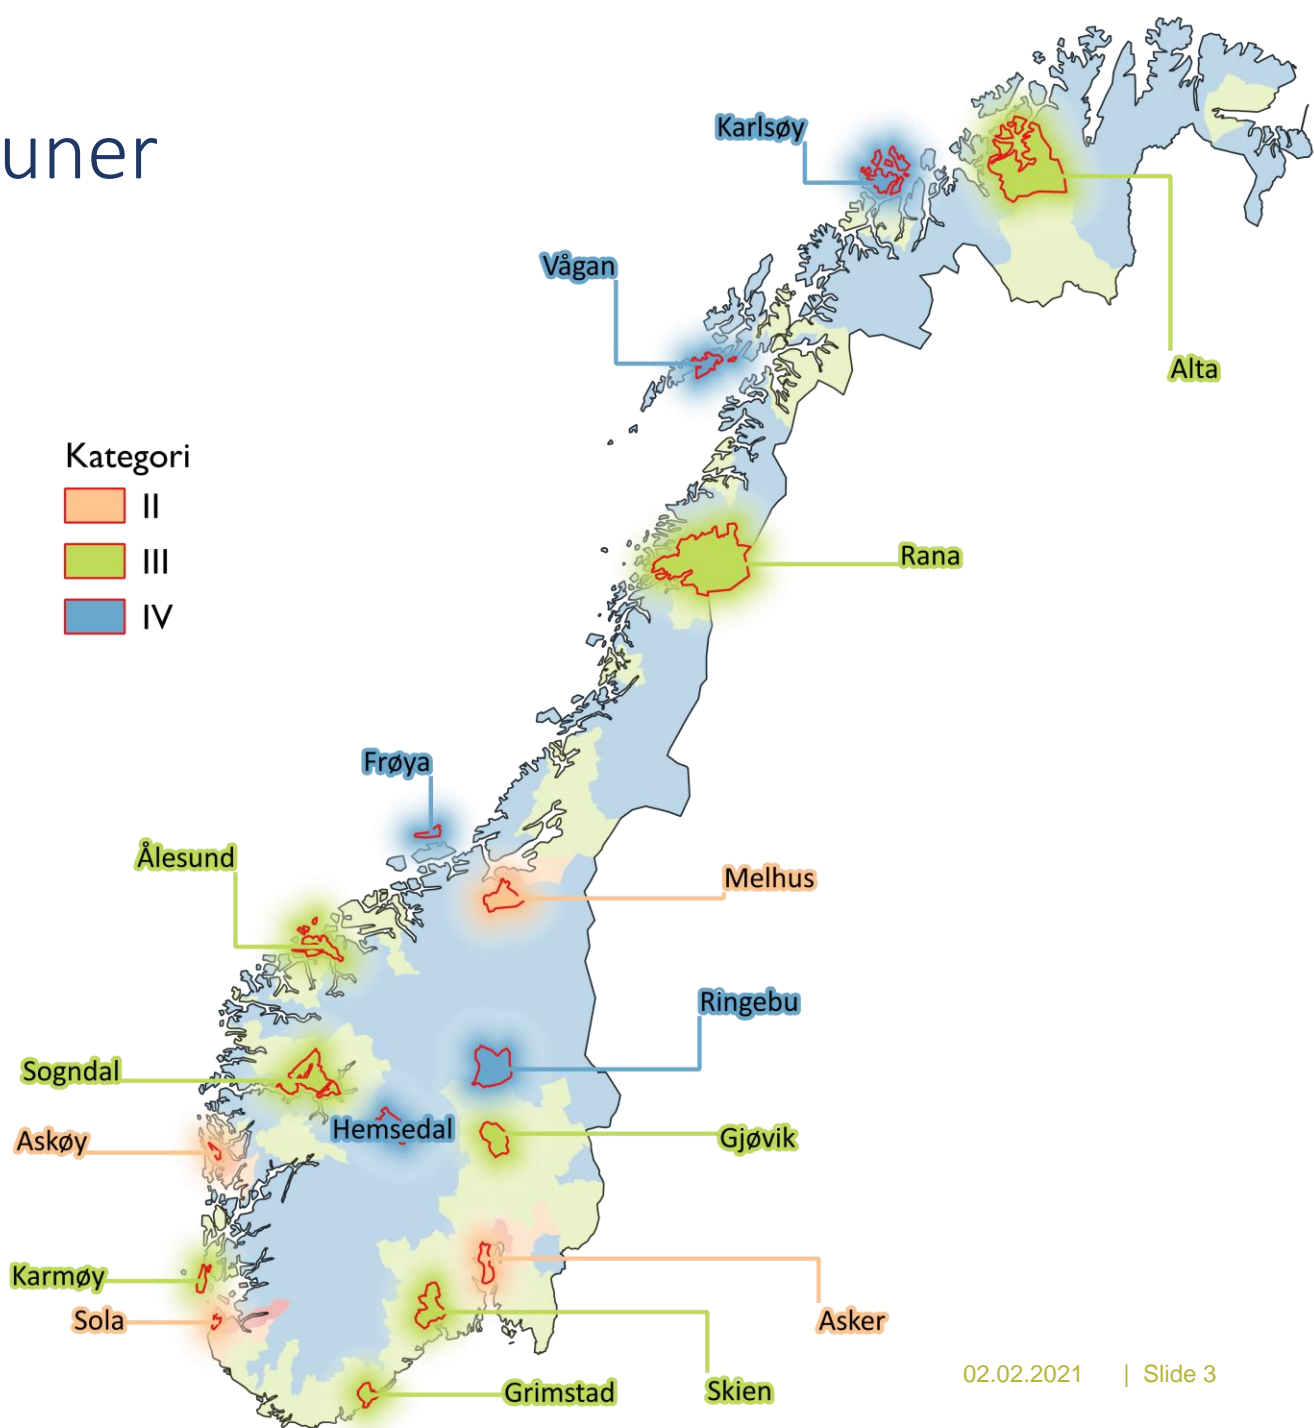 uner
Karlsøy
Vågan
Alta
Kategori
II
III
IV
Rana
Frøya
Ålesund
Melhus
Ringebu
Sogndal
Hemsedal
Askøy
Gjøvik
Karmøy
Sola
Asker
Grimstad
Skien
02.02.2021 | Slide 3